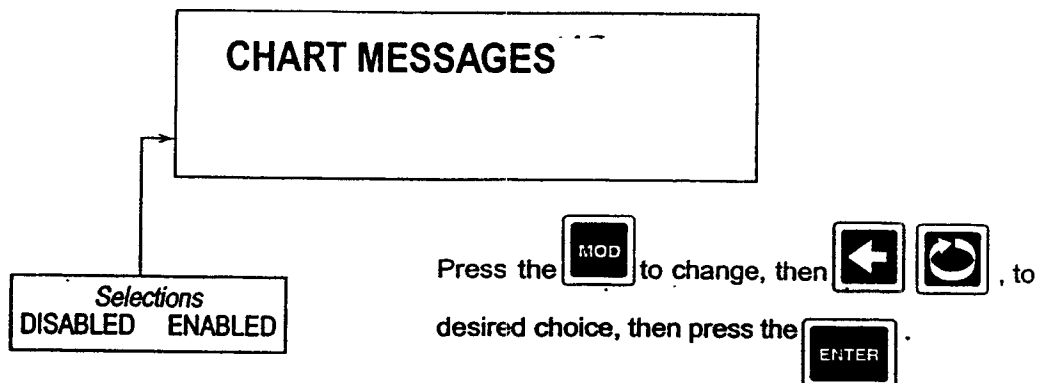 CHART MESSAGES
Selections
DISABLED ENABLED
Press the MOD to change, then , to
desired choice, then press the ENTER .